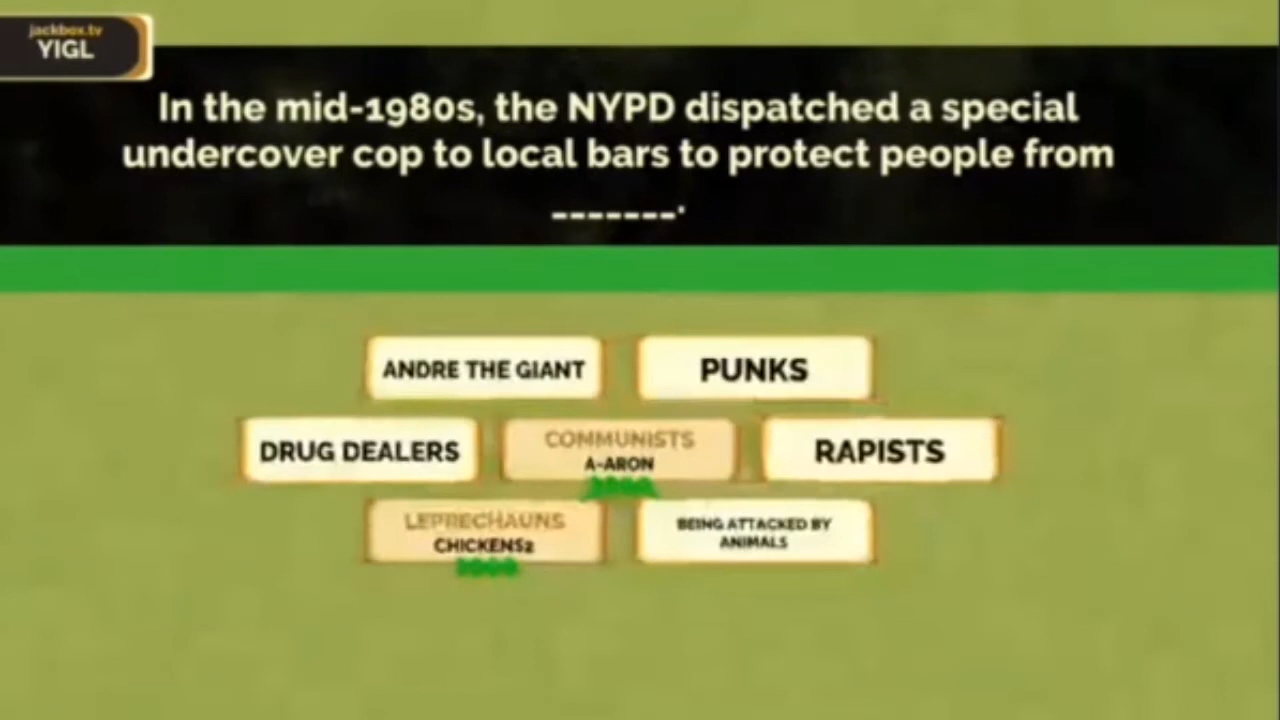 jackbox.tv
YIGL
In the mid-1980s, the NYPD dispatched a special
undercover cop to local bars to protect people from
_______.
ANDRE THE GIANT
PUNKS
DRUG DEALERS
COMMUNISTS
A-ARON
RAPISTS
LEPRECHAUNS
CHICKENS2
BEING ATTACKED BY
ANIMALS